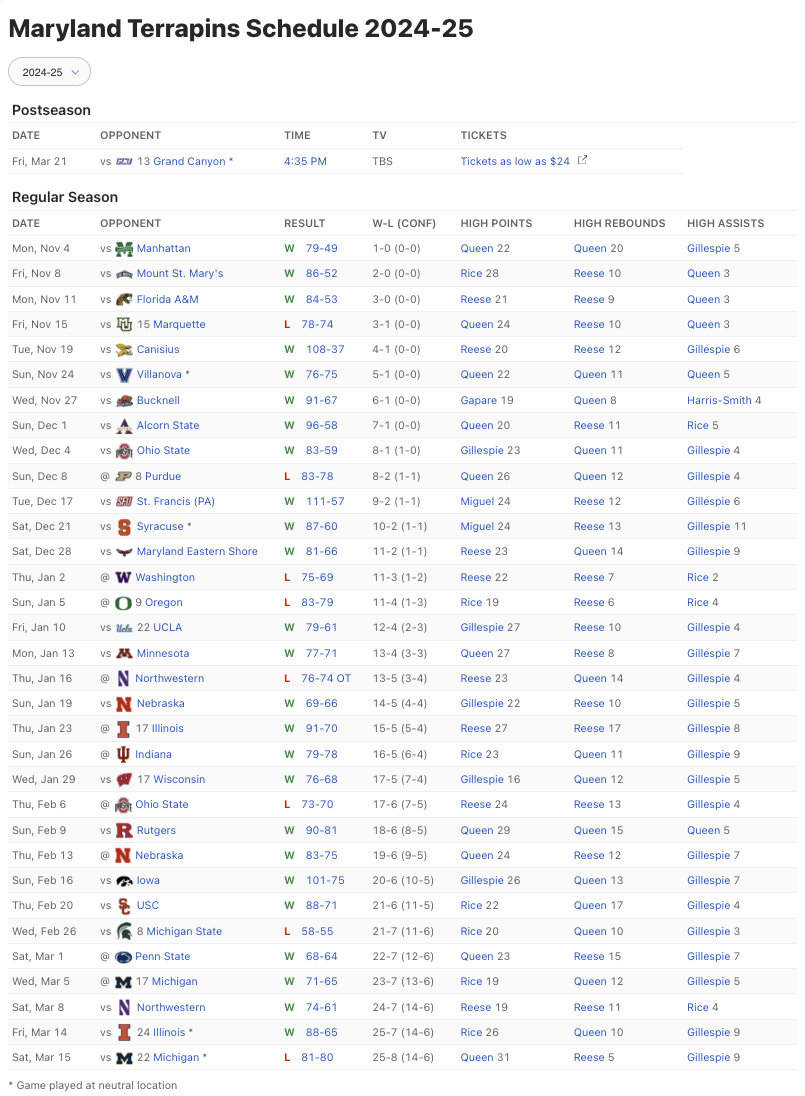 Maryland Terrapins Schedule 2024-25
2024-25
Postseason
DATE OPPONENT TIME TV TICKETS
Fri, Mar 21 vs GCU 13 Grand Canyon * 4:35 PM TBS Tickets as low as $24
Regular Season
DATE OPPONENT RESULT W-L (CONF) HIGH POINTS HIGH REBOUNDS HIGH ASSISTS
Mon, Nov 4 vs Manhattan W 79-49 1-0 (0-0) Queen 22 Queen 20 Gillespie 5
Fri, Nov 8 vs Mount St. Mary's W 86-52 2-0 (0-0) Rice 28 Reese 10 Queen 3
Mon, Nov 11 vs Florida A&M W 84-53 3-0 (0-0) Reese 21 Reese 9 Queen 3
Fri, Nov 15 vs MU 15 Marquette L 78-74 3-1 (0-0) Queen 24 Reese 10 Queen 3
Tue, Nov 19 vs Canisius W 108-37 4-1 (0-0) Reese 20 Reese 12 Gillespie 6
Sun, Nov 24 vs V Villanova * W 76-75 5-1 (0-0) Queen 22 Queen 11 Queen 5
Wed, Nov 27 vs Bucknell W 91-67 6-1 (0-0) Gapare 19 Queen 8 Harris-Smith 4
Sun, Dec 1 vs A Alcorn State W 96-58 7-1 (0-0) Queen 20 Reese 11 Rice 5
Wed, Dec 4 vs Ohio State W 83-59 8-1 (1-0) Gillespie 23 Queen 11 Gillespie 4
Sun, Dec 8 @ P 8 Purdue L 83-78 8-2 (1-1) Queen 26 Queen 12 Gillespie 4
Tue, Dec 17 vs SFU St. Francis (PA) W 111-57 9-2 (1-1) Miguel 24 Reese 12 Gillespie 6
Sat, Dec 21 vs S Syracuse * W 87-60 10-2 (1-1) Miguel 24 Reese 13 Gillespie 11
Sat, Dec 28 vs Maryland Eastern Shore W 81-66 11-2 (1-1) Reese 23 Queen 14 Gillespie 9
Thu, Jan 2 @ W Washington L 75-69 11-3 (1-2) Reese 22 Reese 7 Rice 2
Sun, Jan 5 @ O 9 Oregon L 83-79 11-4 (1-3) Rice 19 Reese 6 Rice 4
Fri, Jan 10 vs Ucla 22 UCLA W 79-61 12-4 (2-3) Gillespie 27 Reese 10 Gillespie 4
Mon, Jan 13 vs M Minnesota W 77-71 13-4 (3-3) Queen 27 Reese 8 Gillespie 7
Thu, Jan 16 @ N Northwestern L 76-74 OT 13-5 (3-4) Reese 23 Queen 14 Gillespie 4
Sun, Jan 19 vs N Nebraska W 69-66 14-5 (4-4) Gillespie 22 Reese 10 Gillespie 5
Thu, Jan 23 @ I 17 Illinois W 91-70 15-5 (5-4) Reese 27 Reese 17 Gillespie 8
Sun, Jan 26 @ Indiana W 79-78 16-5 (6-4) Rice 23 Queen 11 Gillespie 9
Wed, Jan 29 vs W 17 Wisconsin W 76-68 17-5 (7-4) Gillespie 16 Queen 12 Gillespie 5
Thu, Feb 6 @ Ohio State L 73-70 17-6 (7-5) Reese 24 Reese 13 Gillespie 4
Sun, Feb 9 vs R Rutgers W 90-81 18-6 (8-5) Queen 29 Queen 15 Queen 5
Thu, Feb 13 @ N Nebraska W 83-75 19-6 (9-5) Queen 24 Reese 12 Gillespie 7
Sun, Feb 16 vs Iowa W 101-75 20-6 (10-5) Gillespie 26 Queen 13 Gillespie 7
Thu, Feb 20 vs SC USC W 88-71 21-6 (11-5) Rice 22 Queen 17 Gillespie 4
Wed, Feb 26 vs 8 Michigan State L 58-55 21-7 (11-6) Rice 20 Queen 10 Gillespie 3
Sat, Mar 1 @ Penn State W 68-64 22-7 (12-6) Queen 23 Reese 15 Gillespie 7
Wed, Mar 5 @ M 17 Michigan W 71-65 23-7 (13-6) Rice 19 Queen 12 Gillespie 5
Sat, Mar 8 vs N Northwestern W 74-61 24-7 (14-6) Reese 19 Reese 11 Rice 4
Fri, Mar 14 vs I 24 Illinois * W 88-65 25-7 (14-6) Rice 26 Queen 10 Gillespie 9
Sat, Mar 15 vs M 22 Michigan * L 81-80 25-8 (14-6) Queen 31 Reese 5 Gillespie 9
* Game played at neutral location